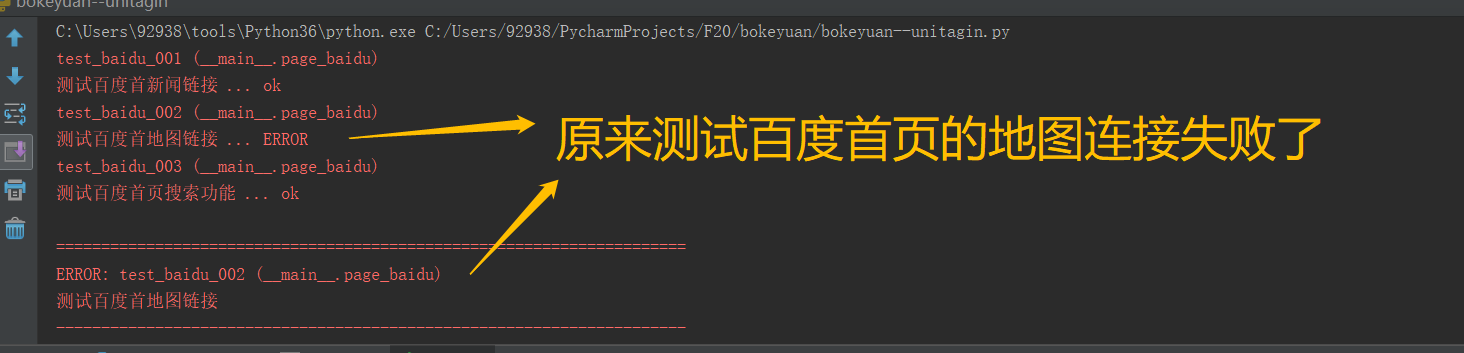 bokeyuan--unitagin
C:\Users\92938\tools\Python36\python.exe C:/Users/92938/PycharmProjects/F20/bokeyuan/bokeyuan--unitagin.py
test_baidu_001 (__main__.page_baidu)
测试百度首新闻链接 ... ok
test_baidu_002 (__main__.page_baidu)
测试百度首地图链接 ... ERROR
原来测试百度首页的地图连接失败了
test_baidu_003 (__main__.page_baidu)
测试百度首页搜索功能 ... ok
======================================================================
ERROR: test_baidu_002 (__main__.page_baidu)
测试百度首地图链接
----------------------------------------------------------------------